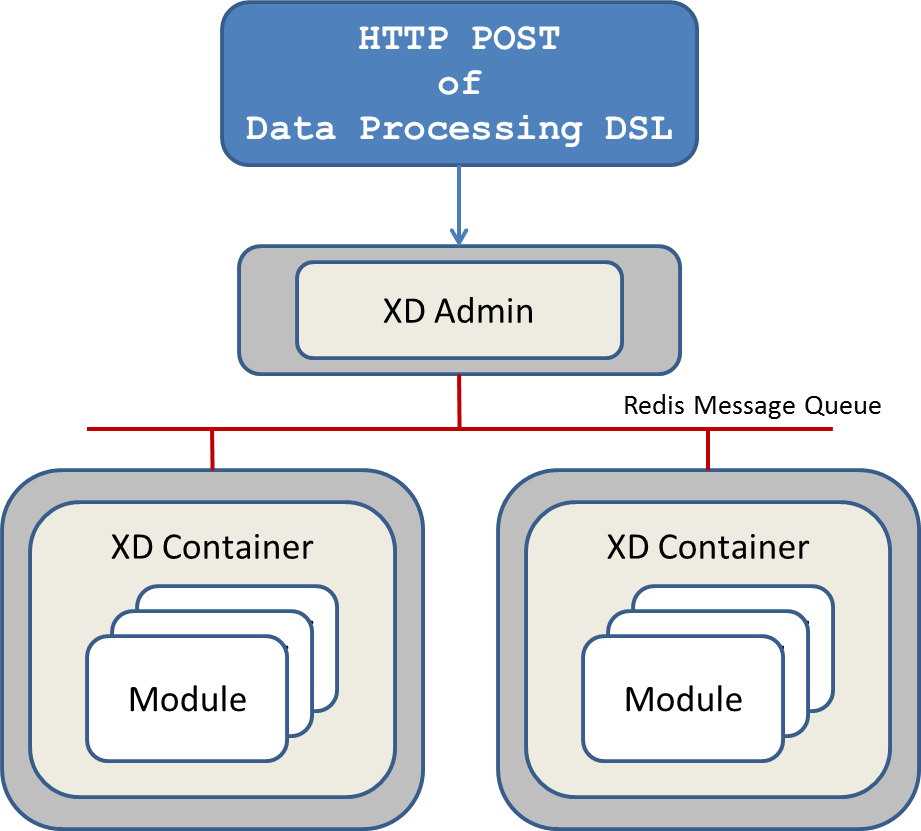 HTTP POST
of
Data Processing DSL
XD Admin
Redis Message Queue
XD Container
Module
XD Container
Module